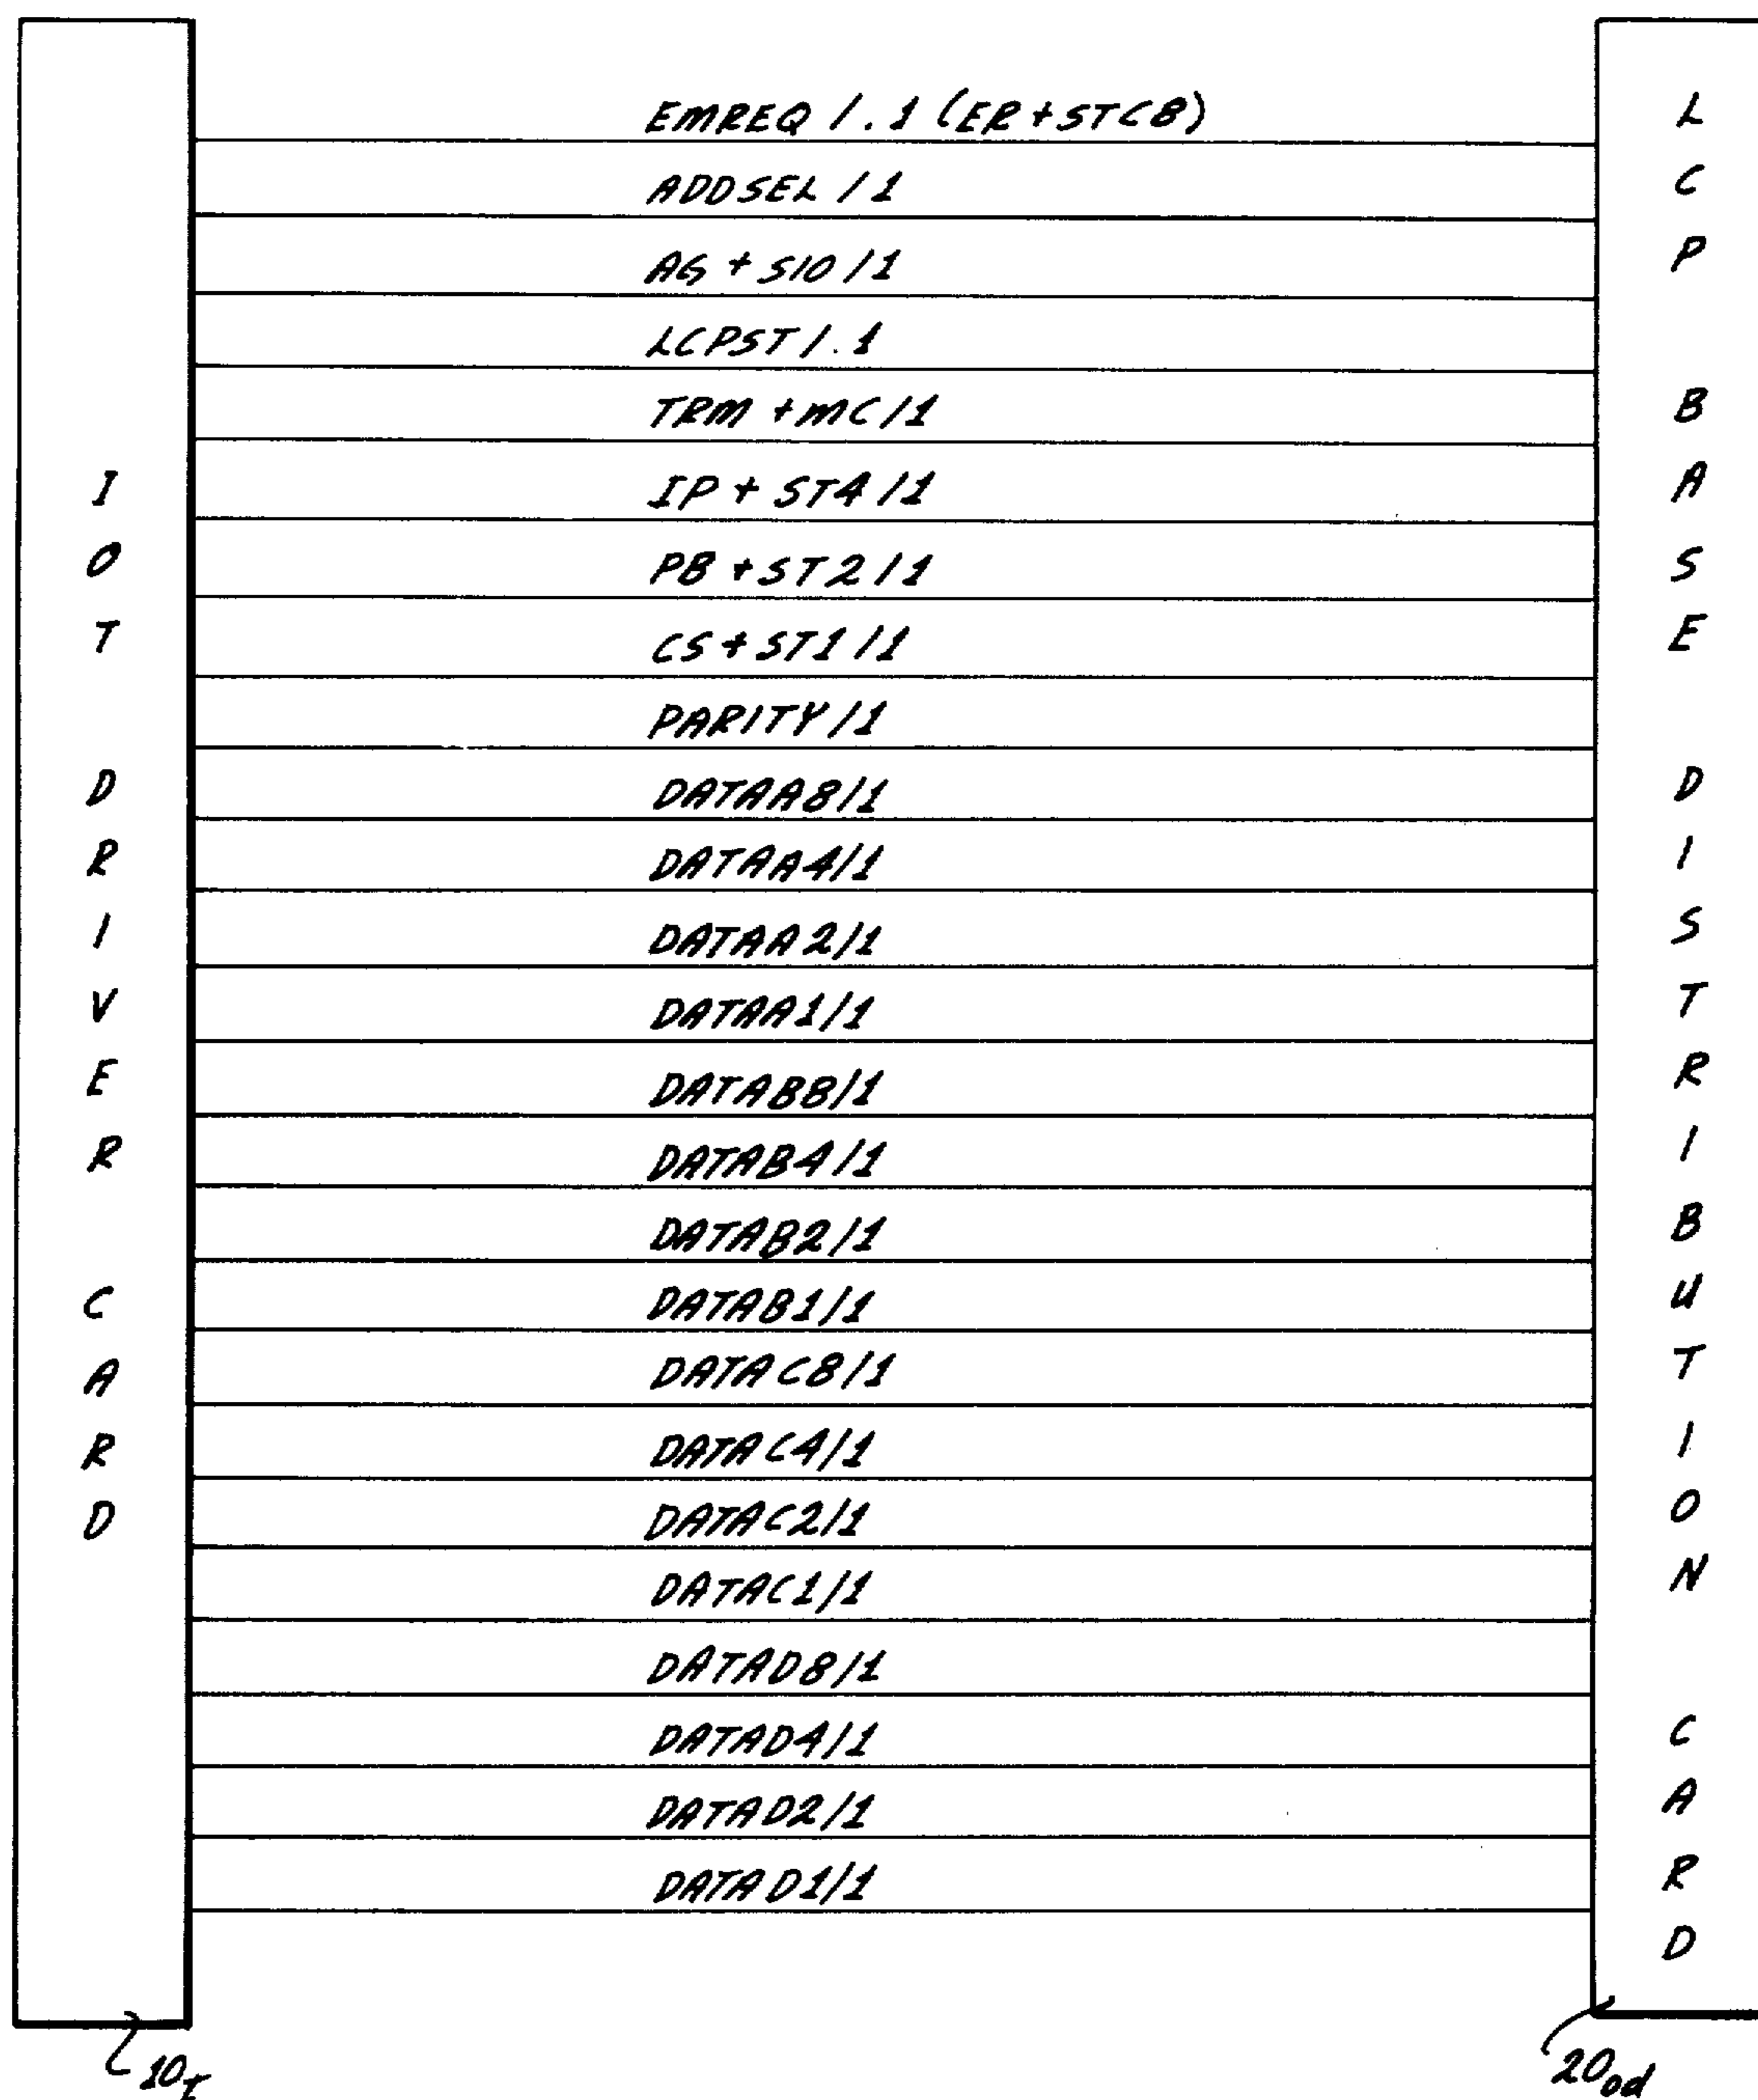 IOT DRIVER CARD
EMREQ/.1 (ER+STC8)
ADDSEL/1
AG+SIO/1
LCPST/.1
TRM+MC/1
IP+ST4/1
PB+ST2/1
CS+ST1/1
PARITY/1
DATAA8/1
DATAA4/1
DATAA2/1
DATAA1/1
DATAB8/1
DATAB4/1
DATAB2/1
DATAB1/1
DATAC8/1
DATAC4/1
DATAC2/1
DATAC1/1
DATAD8/1
DATAD4/1
DATAD2/1
DATAD1/1
LCP BASE DISTRIBUTION CARD
10T
20od